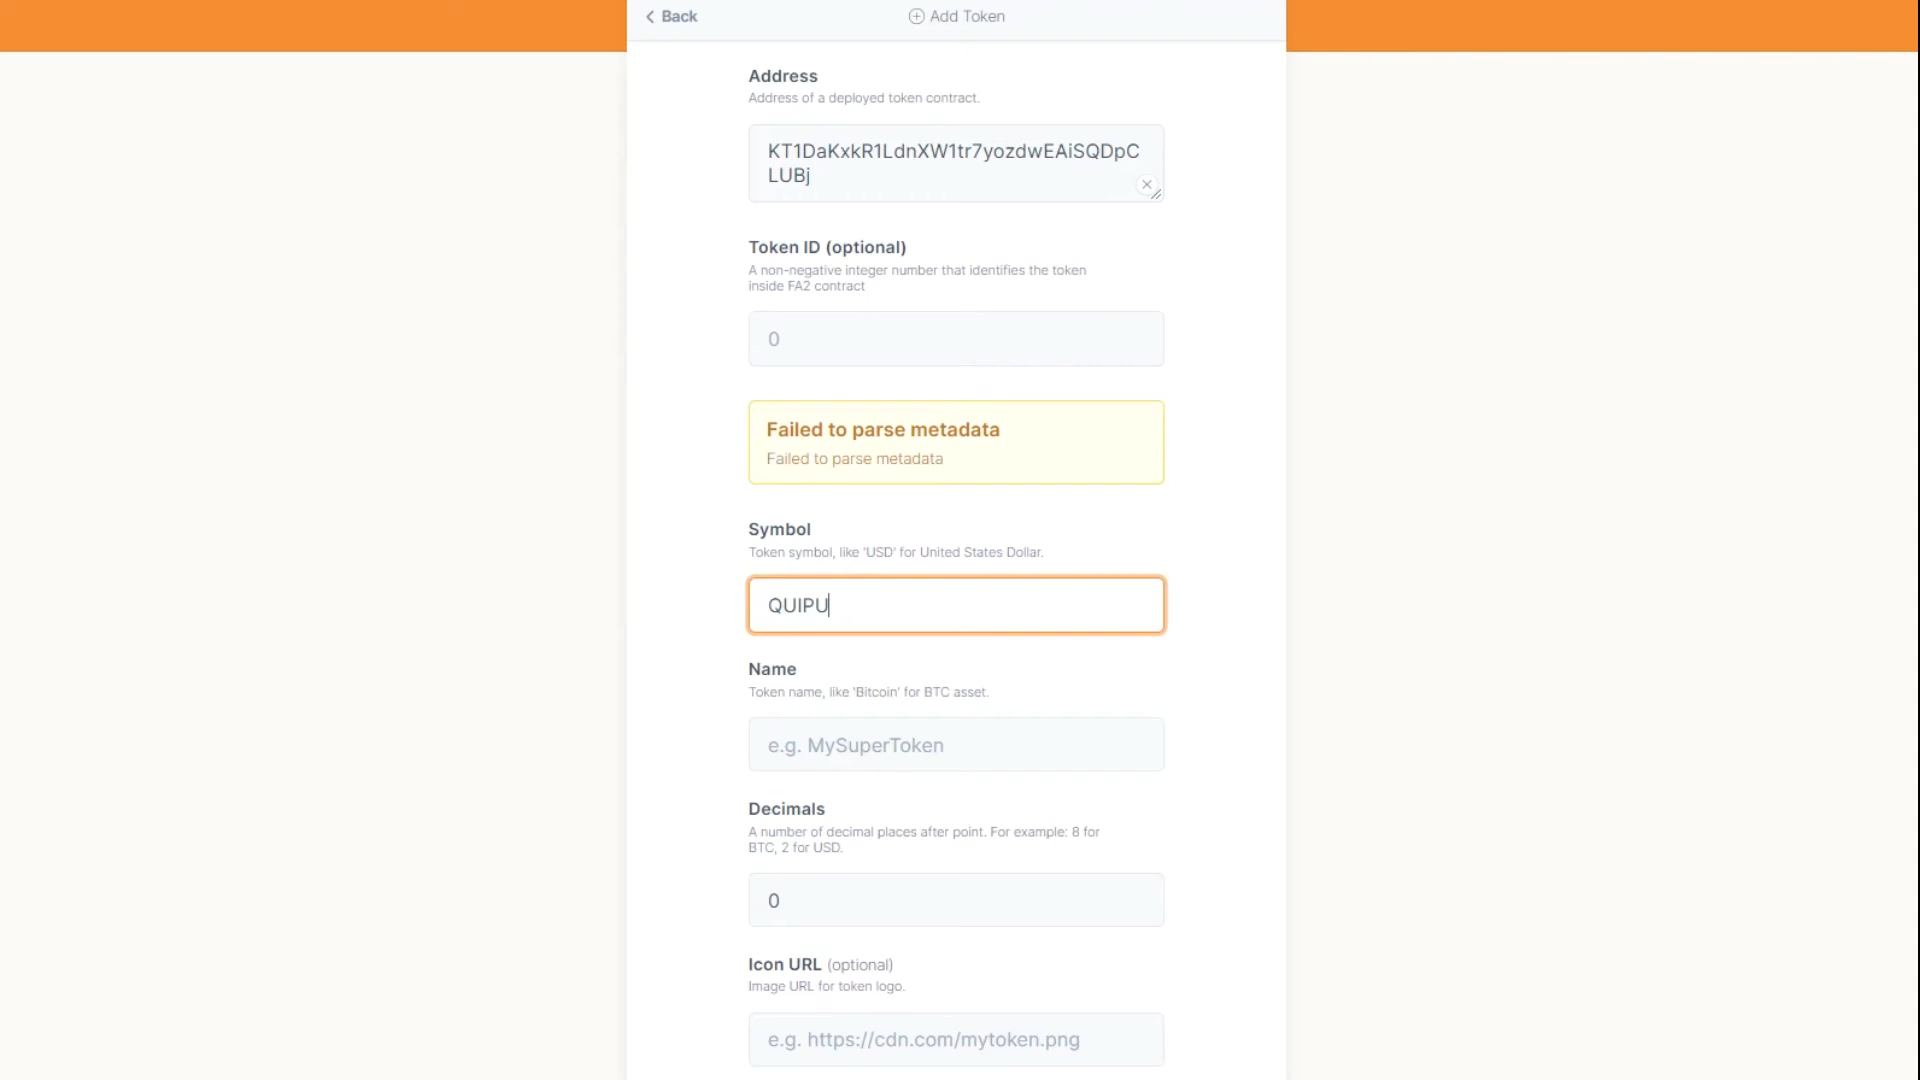 Back
Add Token
Address
Address of a deployed token contract.
KT1DaKxkR1LdnXW1tr7yozdwEAiSQDpC
LUBj
Token ID (optional)
A non-negative integer number that identifies the token
inside FA2 contract
0
Failed to parse metadata
Failed to parse metadata
Symbol
Token symbol, like 'USD' for United States Dollar.
QUIPU
Name
Token name, like 'Bitcoin' for BTC asset.
e.g. MySuperToken
Decimals
A number of decimal places after point. For example: 8 for
BTC, 2 for USD.
0
Icon URL (optional)
Image URL for token logo.
e.g. https://cdn.com/mytoken.png